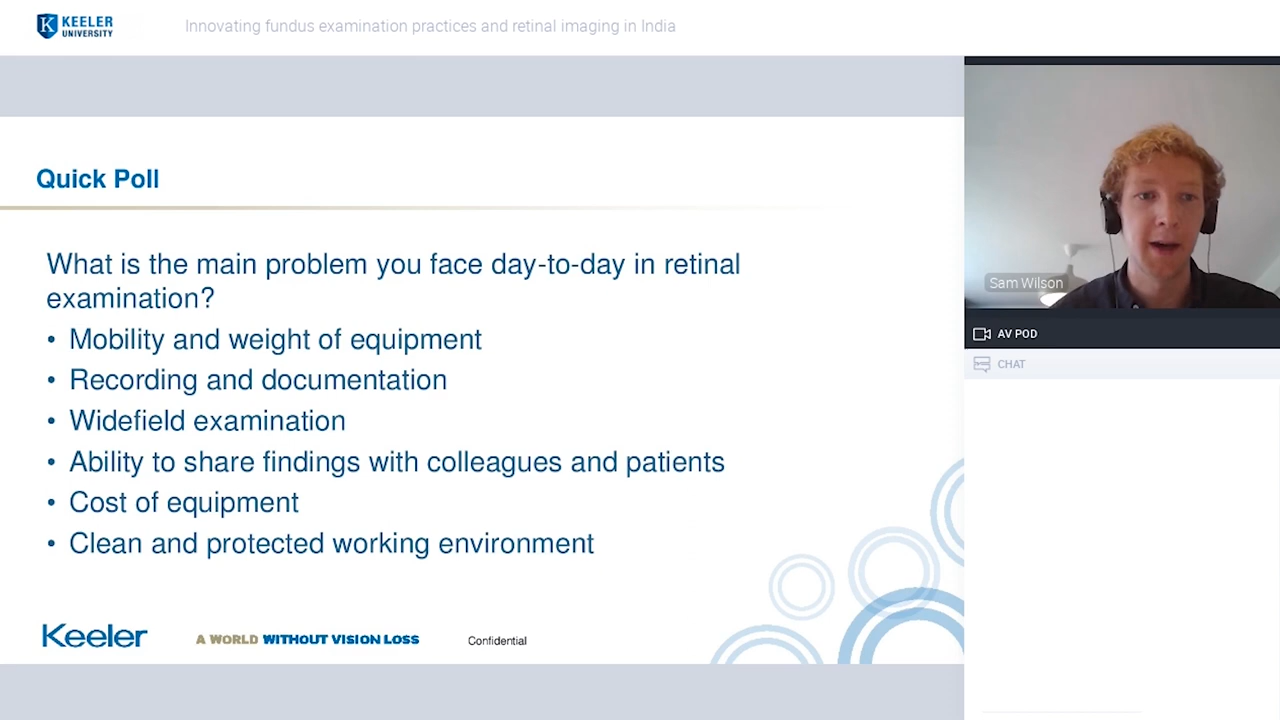 KEELER
UNIVERSITY
Innovating fundus examination practices and retinal imaging in India
Quick Poll
What is the main problem you face day-to-day in retinal
examination?
• Mobility and weight of equipment
• Recording and documentation
• Widefield examination
• Ability to share findings with colleagues and patients
• Cost of equipment
• Clean and protected working environment
Keeler
A WORLD WITHOUT VISION LOSS
Confidential
Sam Wilson
AV POD
CHAT